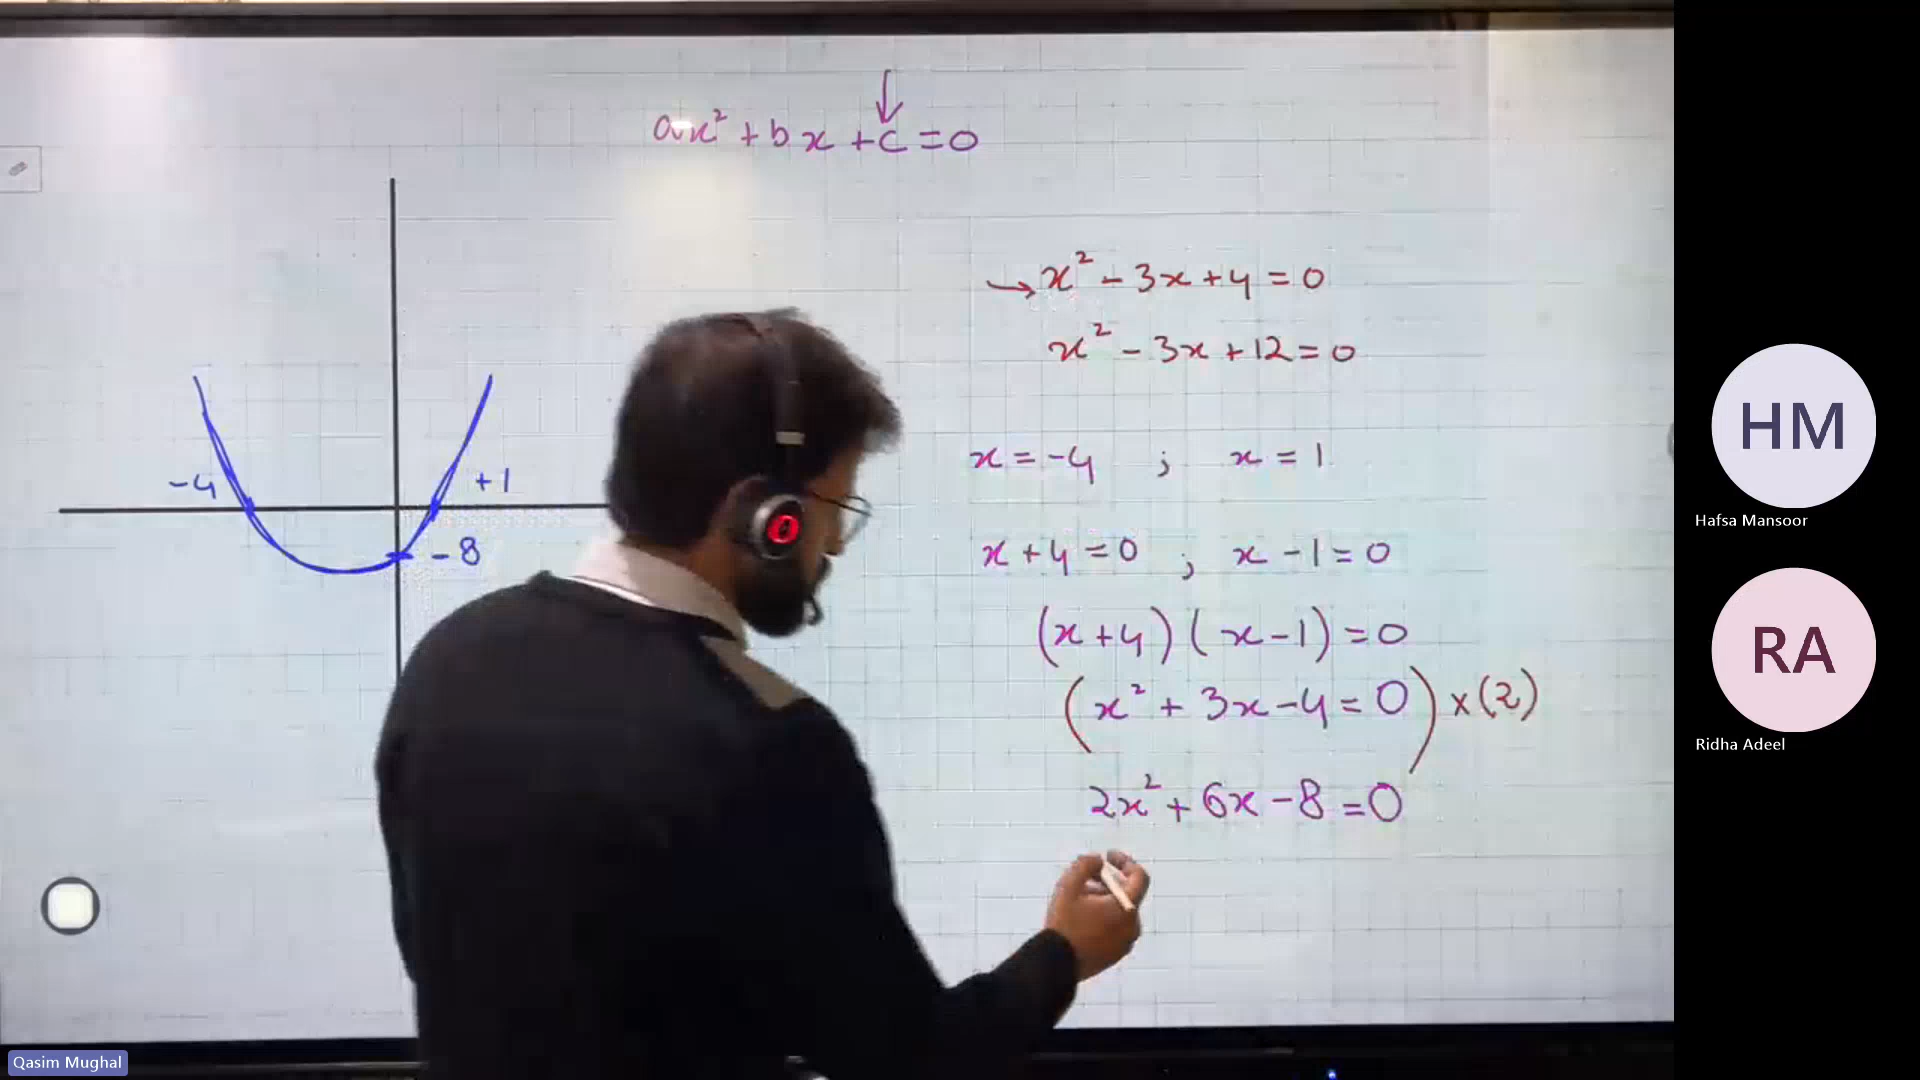 ax² + bx + c = 0
-4
+1
-8
x² - 3x + 4 = 0
x² - 3x + 12 = 0
x = -4 ; x = 1
x + 4 = 0 ; x - 1 = 0
(x + 4) (x - 1) = 0
(x² + 3x - 4 = 0) x (2)
2x² + 6x - 8 = 0
HM
Hafsa Mansoor
RA
Ridha Adeel
Qasim Mughal